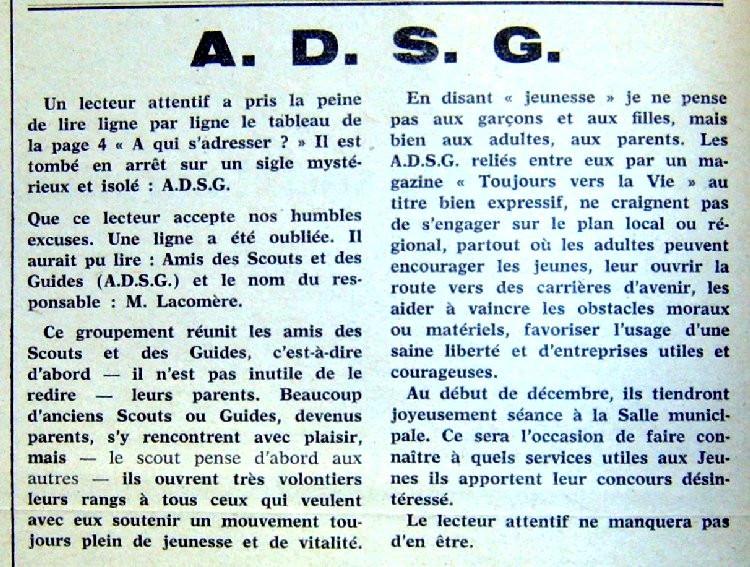 A. D. S. G.
Un lecteur attentif a pris la peine
de lire ligne par ligne le tableau de
la page 4 « A qui s'adresser ? » Il est
tombé en arrêt sur un sigle mysté-
rieux et isolé : A.D.S.G.
Que ce lecteur accepte nos humbles
excuses. Une ligne a été oubliée. Il
aurait pu lire : Amis des Scouts et des
Guides (A.D.S.G.) et le nom du res-
ponsable : M. Lacomère.
Ce groupement réunit les amis des
Scouts et des Guides, c'est-à-dire
d'abord — il n'est pas inutile de le
redire — leurs parents. Beaucoup
d'anciens Scouts ou Guides, devenus
parents, s'y rencontrent avec plaisir,
mais — le scout pense d'abord aux
autres — ils ouvrent très volontiers
leurs rangs à tous ceux qui veulent
avec eux soutenir un mouvement tou-
jours plein de jeunesse et de vitalité.
En disant « jeunesse » je ne pense
pas aux garçons et aux filles, mais
bien aux adultes, aux parents. Les
A.D.S.G. reliés entre eux par un ma-
gazine « Toujours vers la Vie » au
titre bien expressif, ne craignent pas
de s'engager sur le plan local ou ré-
gional, partout où les adultes peuvent
encourager les jeunes, leur ouvrir la
route vers des carrières d'avenir, les
aider à vaincre les obstacles moraux
ou matériels, favoriser l'usage d'une
saine liberté et d'entreprises utiles et
courageuses.
Au début de décembre, ils tiendront
joyeusement séance à la Salle munici-
pale. Ce sera l'occasion de faire con-
naître à quels services utiles aux Jeu-
nes ils apportent leur concours désin-
téressé.
Le lecteur attentif ne manquera pas
d'en être.